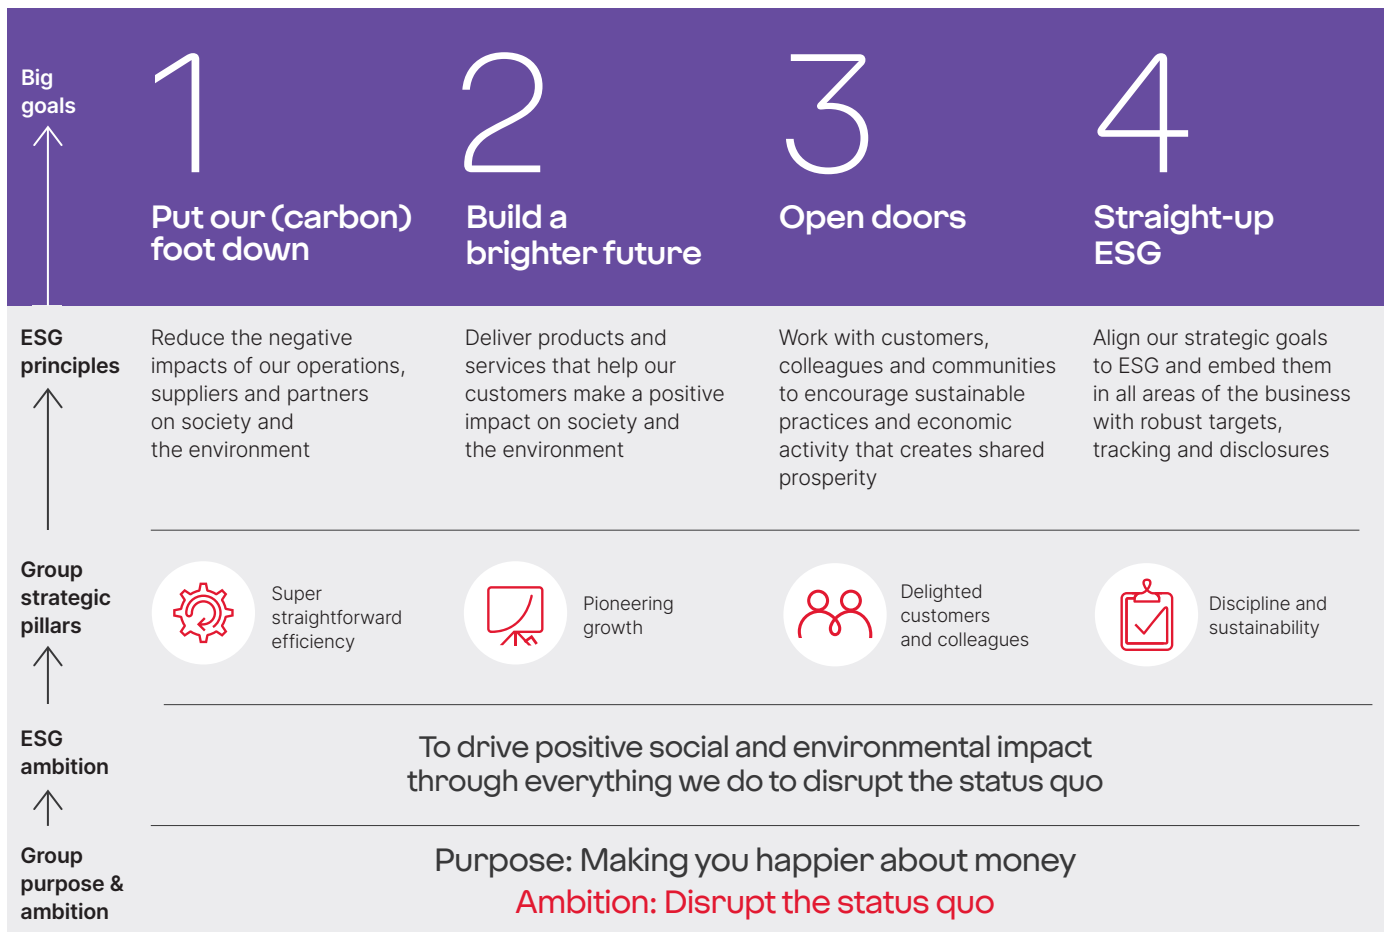 Big
goals
1
2
3
4
Put our (carbon)
foot down
Build a
brighter future
Open doors
Straight-up
ESG
ESG
principles
Reduce the negative
impacts of our operations,
suppliers and partners
on society and
the environment
Deliver products and
services that help our
customers make a positive
impact on society and
the environment
Work with customers,
colleagues and communities
to encourage sustainable
practices and economic
activity that creates shared
prosperity
Align our strategic goals
to ESG and embed them
in all areas of the business
with robust targets,
tracking and disclosures
Group
strategic
pillars
Super
straightforward
efficiency
Pioneering
growth
Delighted
customers
and colleagues
Discipline and
sustainability
ESG
ambition
To drive positive social and environmental impact
through everything we do to disrupt the status quo
Group
purpose &
ambition
Purpose: Making you happier about money
Ambition: Disrupt the status quo